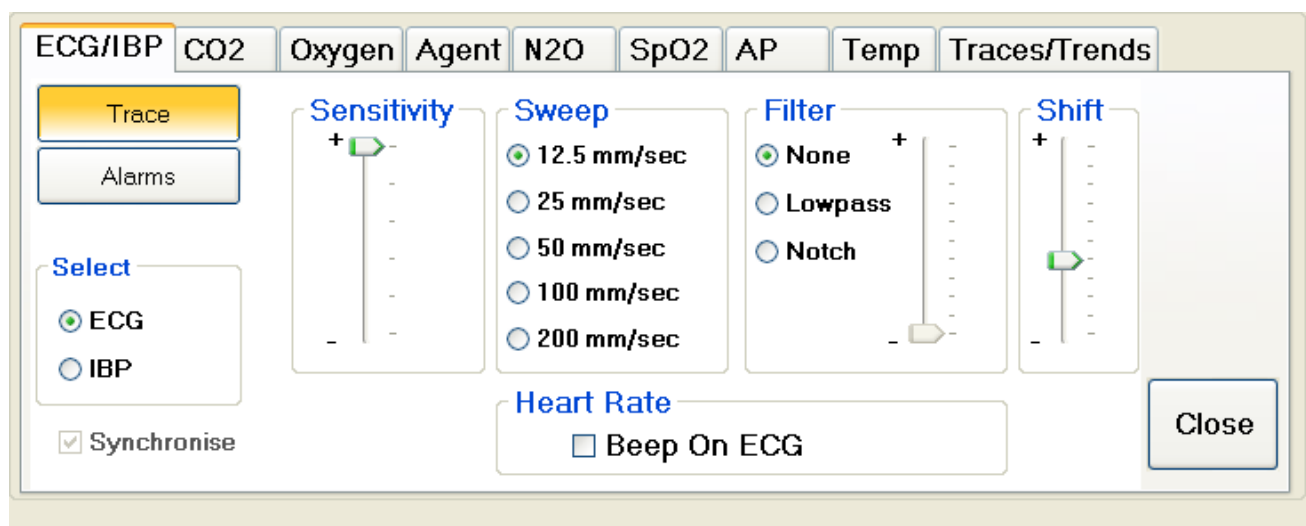 ECG/IBP CO2 Oxygen Agent N2O SpO2 AP Temp Traces/Trends
Trace
Alarms
Select
ECG
IBP
Synchronise
Sensitivity
+
-
Sweep
12.5 mm/sec
25 mm/sec
50 mm/sec
100 mm/sec
200 mm/sec
Filter
None
Lowpass
Notch
+
-
Shift
+
-
Heart Rate
Beep On ECG
Close